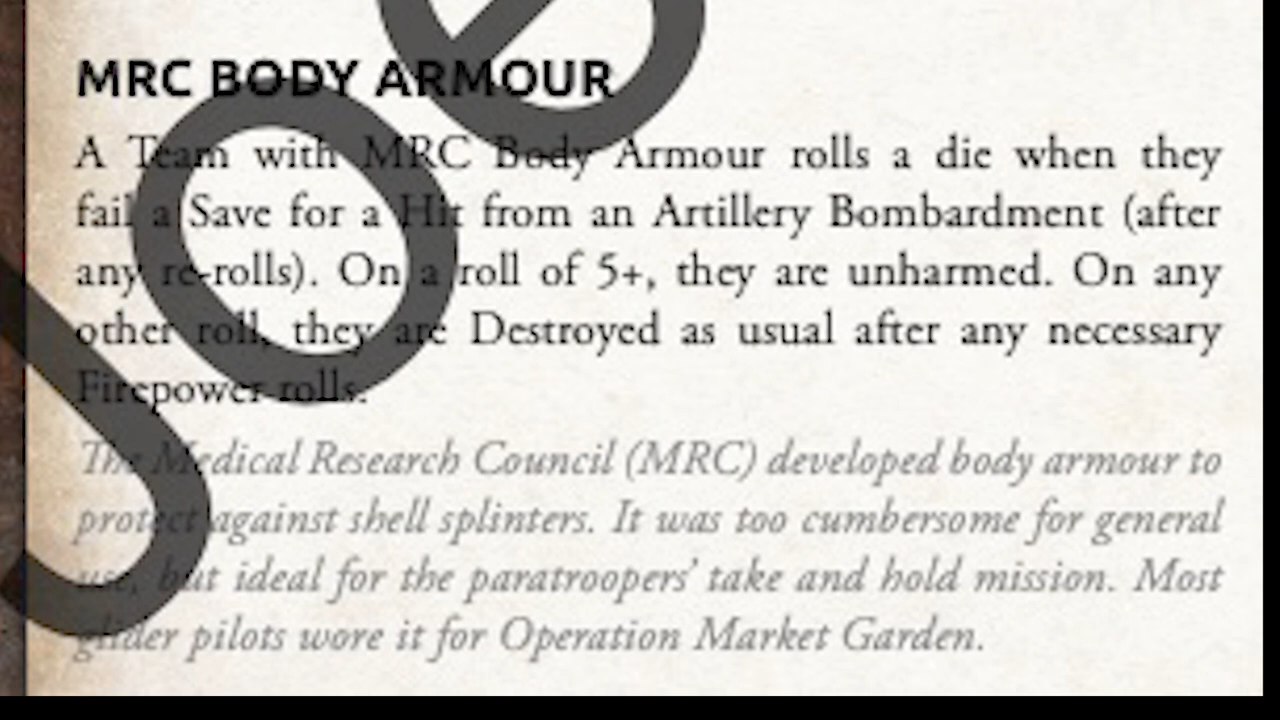 MRC BODY ARMOUR
A Team with MRC Body Armour rolls a die when they
fail a Save for a Hit from an Artillery Bombardment (after
any re-rolls). On a roll of 5+, they are unharmed. On any
other roll, they are Destroyed as usual after any necessary
Firepower rolls.
The Medical Research Council (MRC) developed body armour to
protect against shell splinters. It was too cumbersome for general
use, but ideal for the paratroopers' take and hold mission. Most
glider pilots wore it for Operation Market Garden.